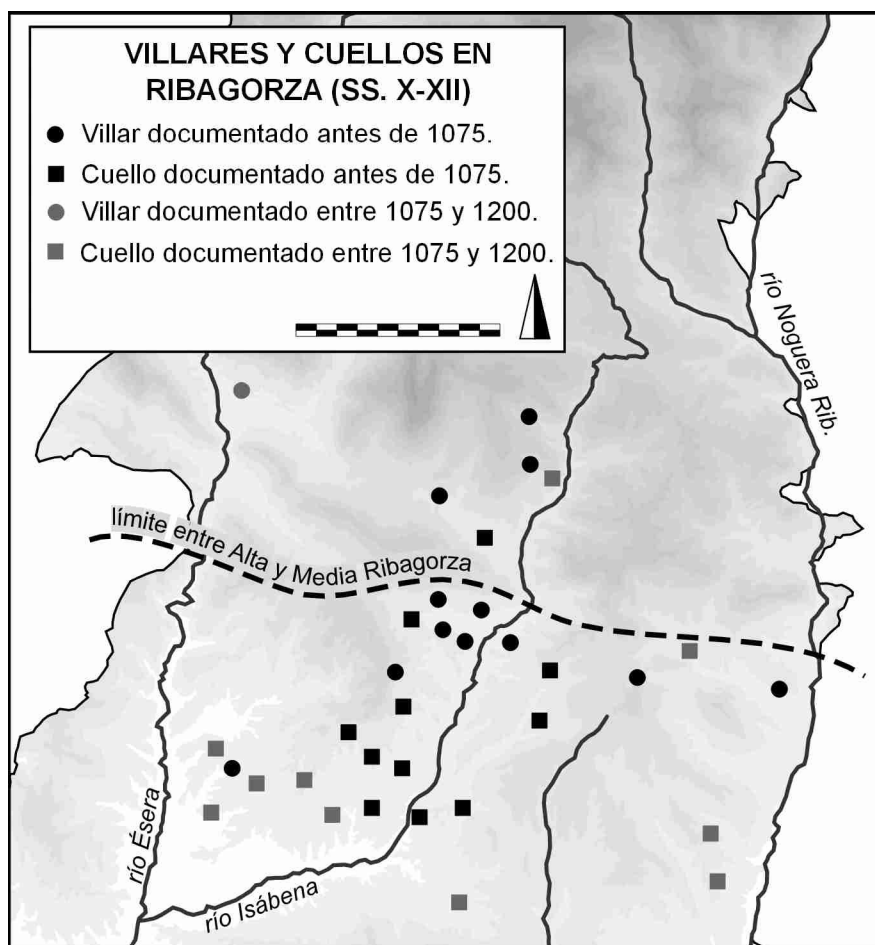 VILLARES Y CUELLOS EN
RIBAGORZA (SS. X-XII)
Villar documentado antes de 1075.
Cuello documentado antes de 1075.
Villar documentado entre 1075 y 1200.
Cuello documentado entre 1075 y 1200.
río Noguera Rib.
límite entre Alta y Media Ribagorza
río Ésera
río Isábena